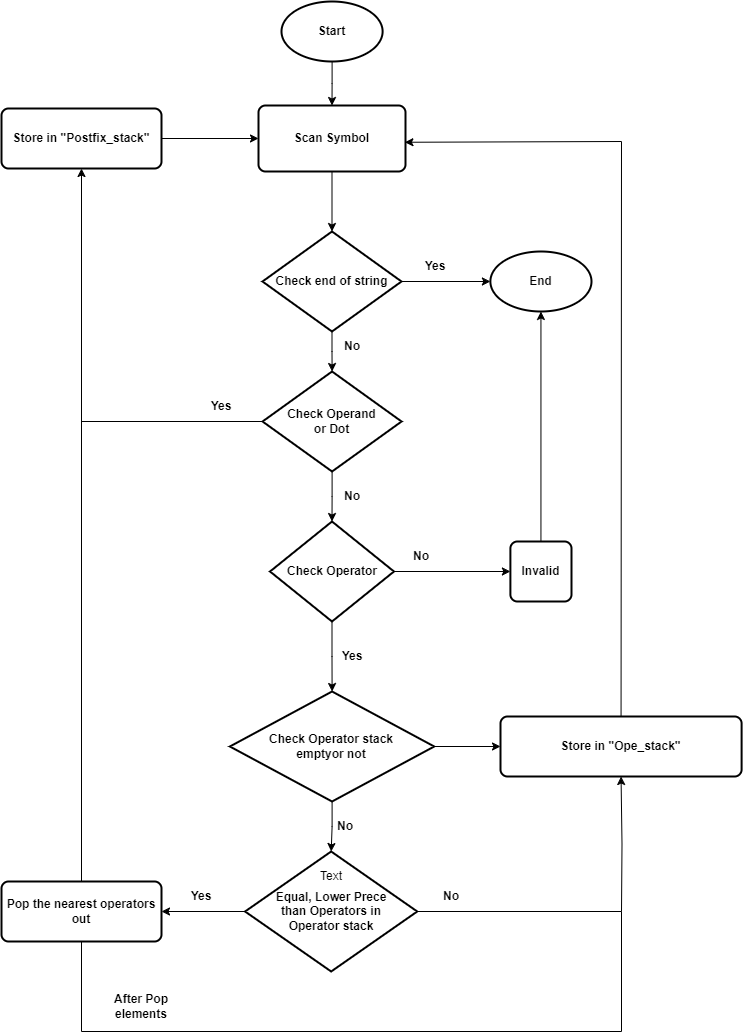 Start
Store in "Postfix_stack"
Scan Symbol
Check end of string
Yes
End
No
Yes
Check Operand
or Dot
No
Check Operator
No
Invalid
Yes
Check Operator stack
emptyor not
Store in "Ope_stack"
No
Text
Pop the nearest operators
out
Yes
Equal, Lower Prece
than Operators in
Operator stack
No
After Pop
elements